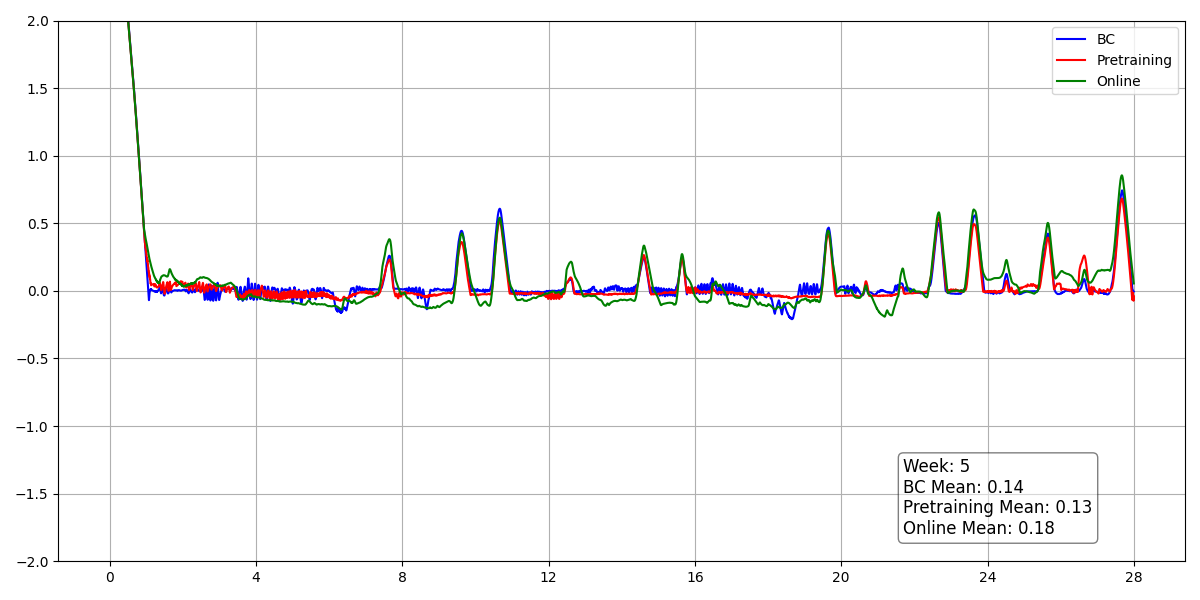 2.0
1.5
1.0
0.5
0.0
−0.5
−1.0
−1.5
−2.0
0 4 8 12 16 20 24 28
BC
Pretraining
Online
Week: 5
BC Mean: 0.14
Pretraining Mean: 0.13
Online Mean: 0.18